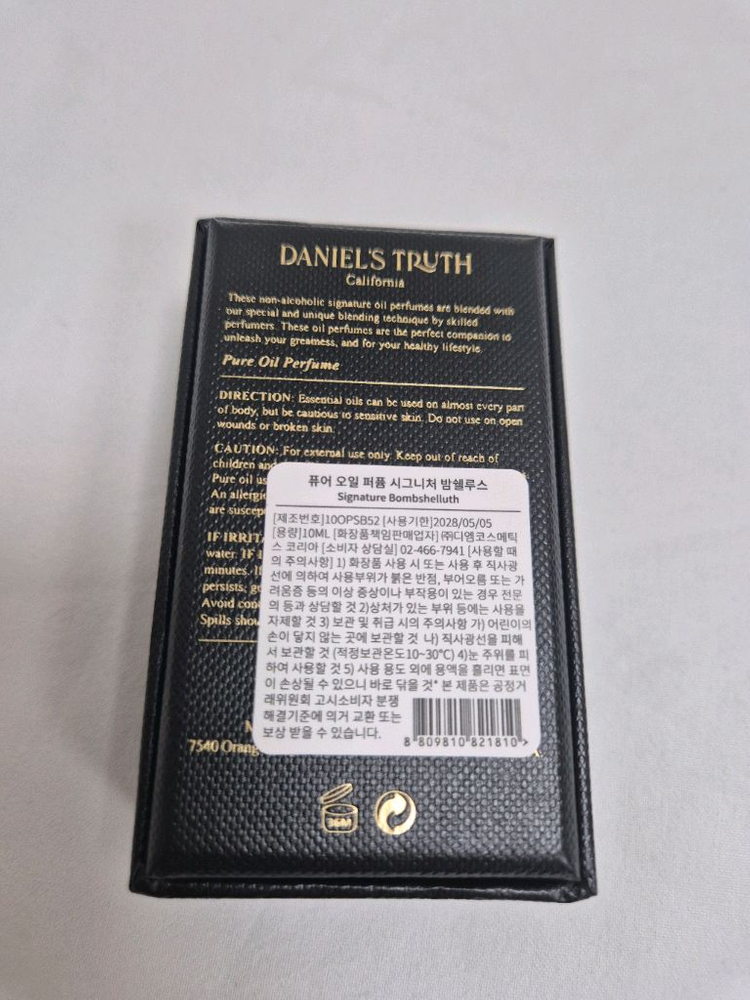 DANIEL'S TRUTH
California
These non-alcoholic signature oil perfumes are blended with
our special and unique blending technique by skilled
perfumers. These oil perfumes are the perfect companion to
unleash your greatness, and for your healthy lifestyle.
Pure Oil Perfume
DIRECTION: Essential oils can be used on almost every part
of body, but be cautious to sensitive skin. Do not use on open
wounds or broken skin.
CAUTION: For external use only. Keep out of reach of
children and
Pure oil us
An allergic
are suscep
IF IRRITA
water. IF I
minutes. If
persists, ge
Avoid con
Spills shou
퓨어 오일 퍼퓸 시그니처 밤쉘루스
Signature Bombshelluth
[제조번호]10OPSB52 [사용기한]2028/05/05
[용량]10ML [화장품책임판매업자] ㈜디엠코스메틱
스 코리아 [소비자 상담실] 02-466-7941 [사용할 때
의 주의사항] 1) 화장품 사용 시 또는 사용 후 직사광
선에 의하여 사용부위가 붉은 반점, 부어오름 또는 가
려움증 등의 이상 증상이나 부작용이 있는 경우 전문
의 등과 상담할 것 2)상처가 있는 부위 등에는 사용을
자제할 것 3) 보관 및 취급 시의 주의사항 가) 어린이의
손이 닿지 않는 곳에 보관할 것 나) 직사광선을 피해
서 보관할 것 (적정보관온도10~30°C) 4)눈 주위를 피
하여 사용할 것 5) 사용 용도 외에 용액을 흘리면 표면
이 손상될 수 있으니 바로 닦을 것* 본 제품은 공정거
래위원회 고시소비자 분쟁
해결기준에 의거 교환 또는
보상 받을 수 있습니다.
8 809810 821810 >
7540 Orang
36M